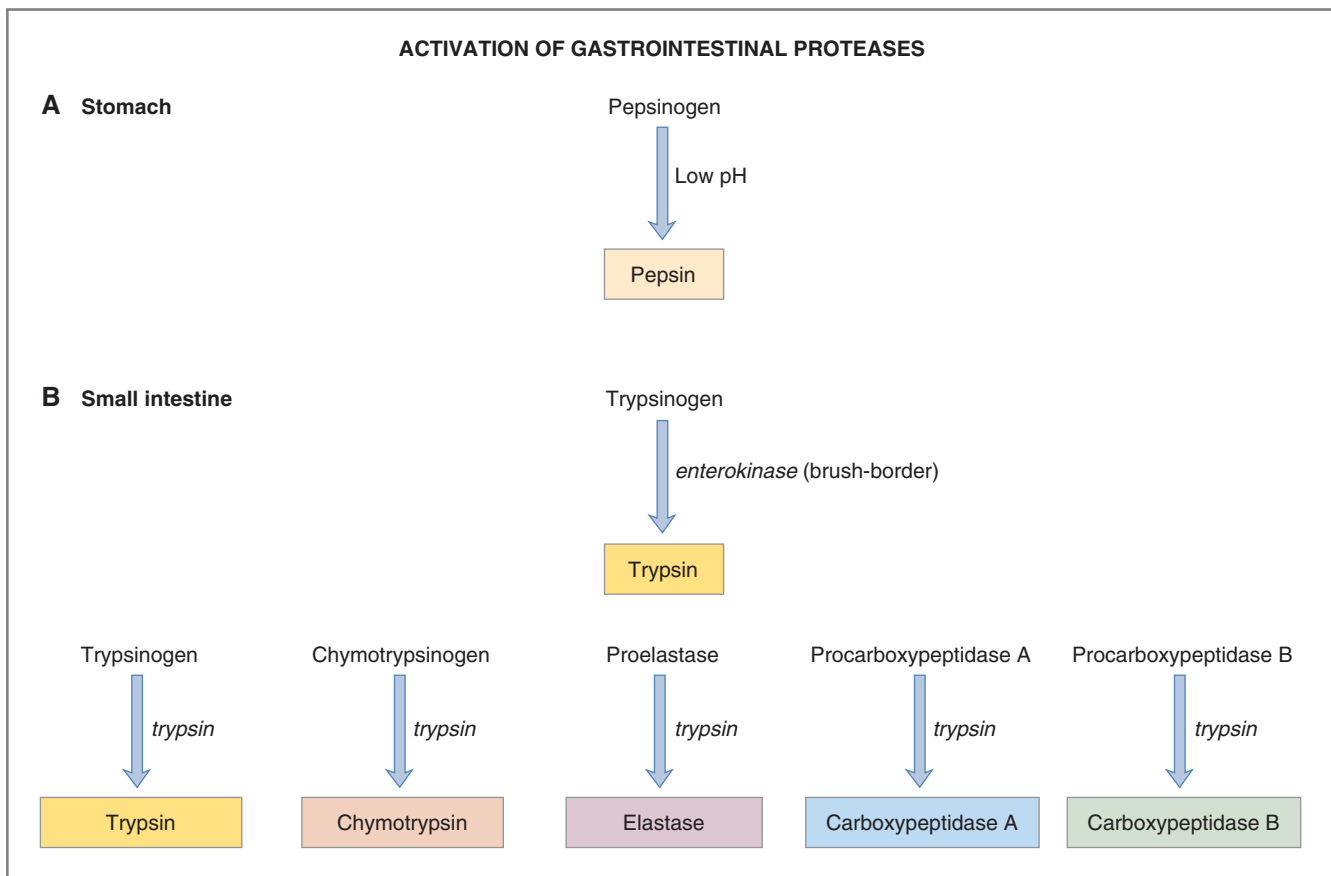 ACTIVATION OF GASTROINTESTINAL PROTEASES
A Stomach
Pepsinogen
Low pH
Pepsin
B Small intestine
Trypsinogen
enterokinase (brush-border)
Trypsin
Trypsinogen Chymotrypsinogen Proelastase Procarboxypeptidase A Procarboxypeptidase B
trypsin trypsin trypsin trypsin trypsin
Trypsin Chymotrypsin Elastase Carboxypeptidase A Carboxypeptidase B